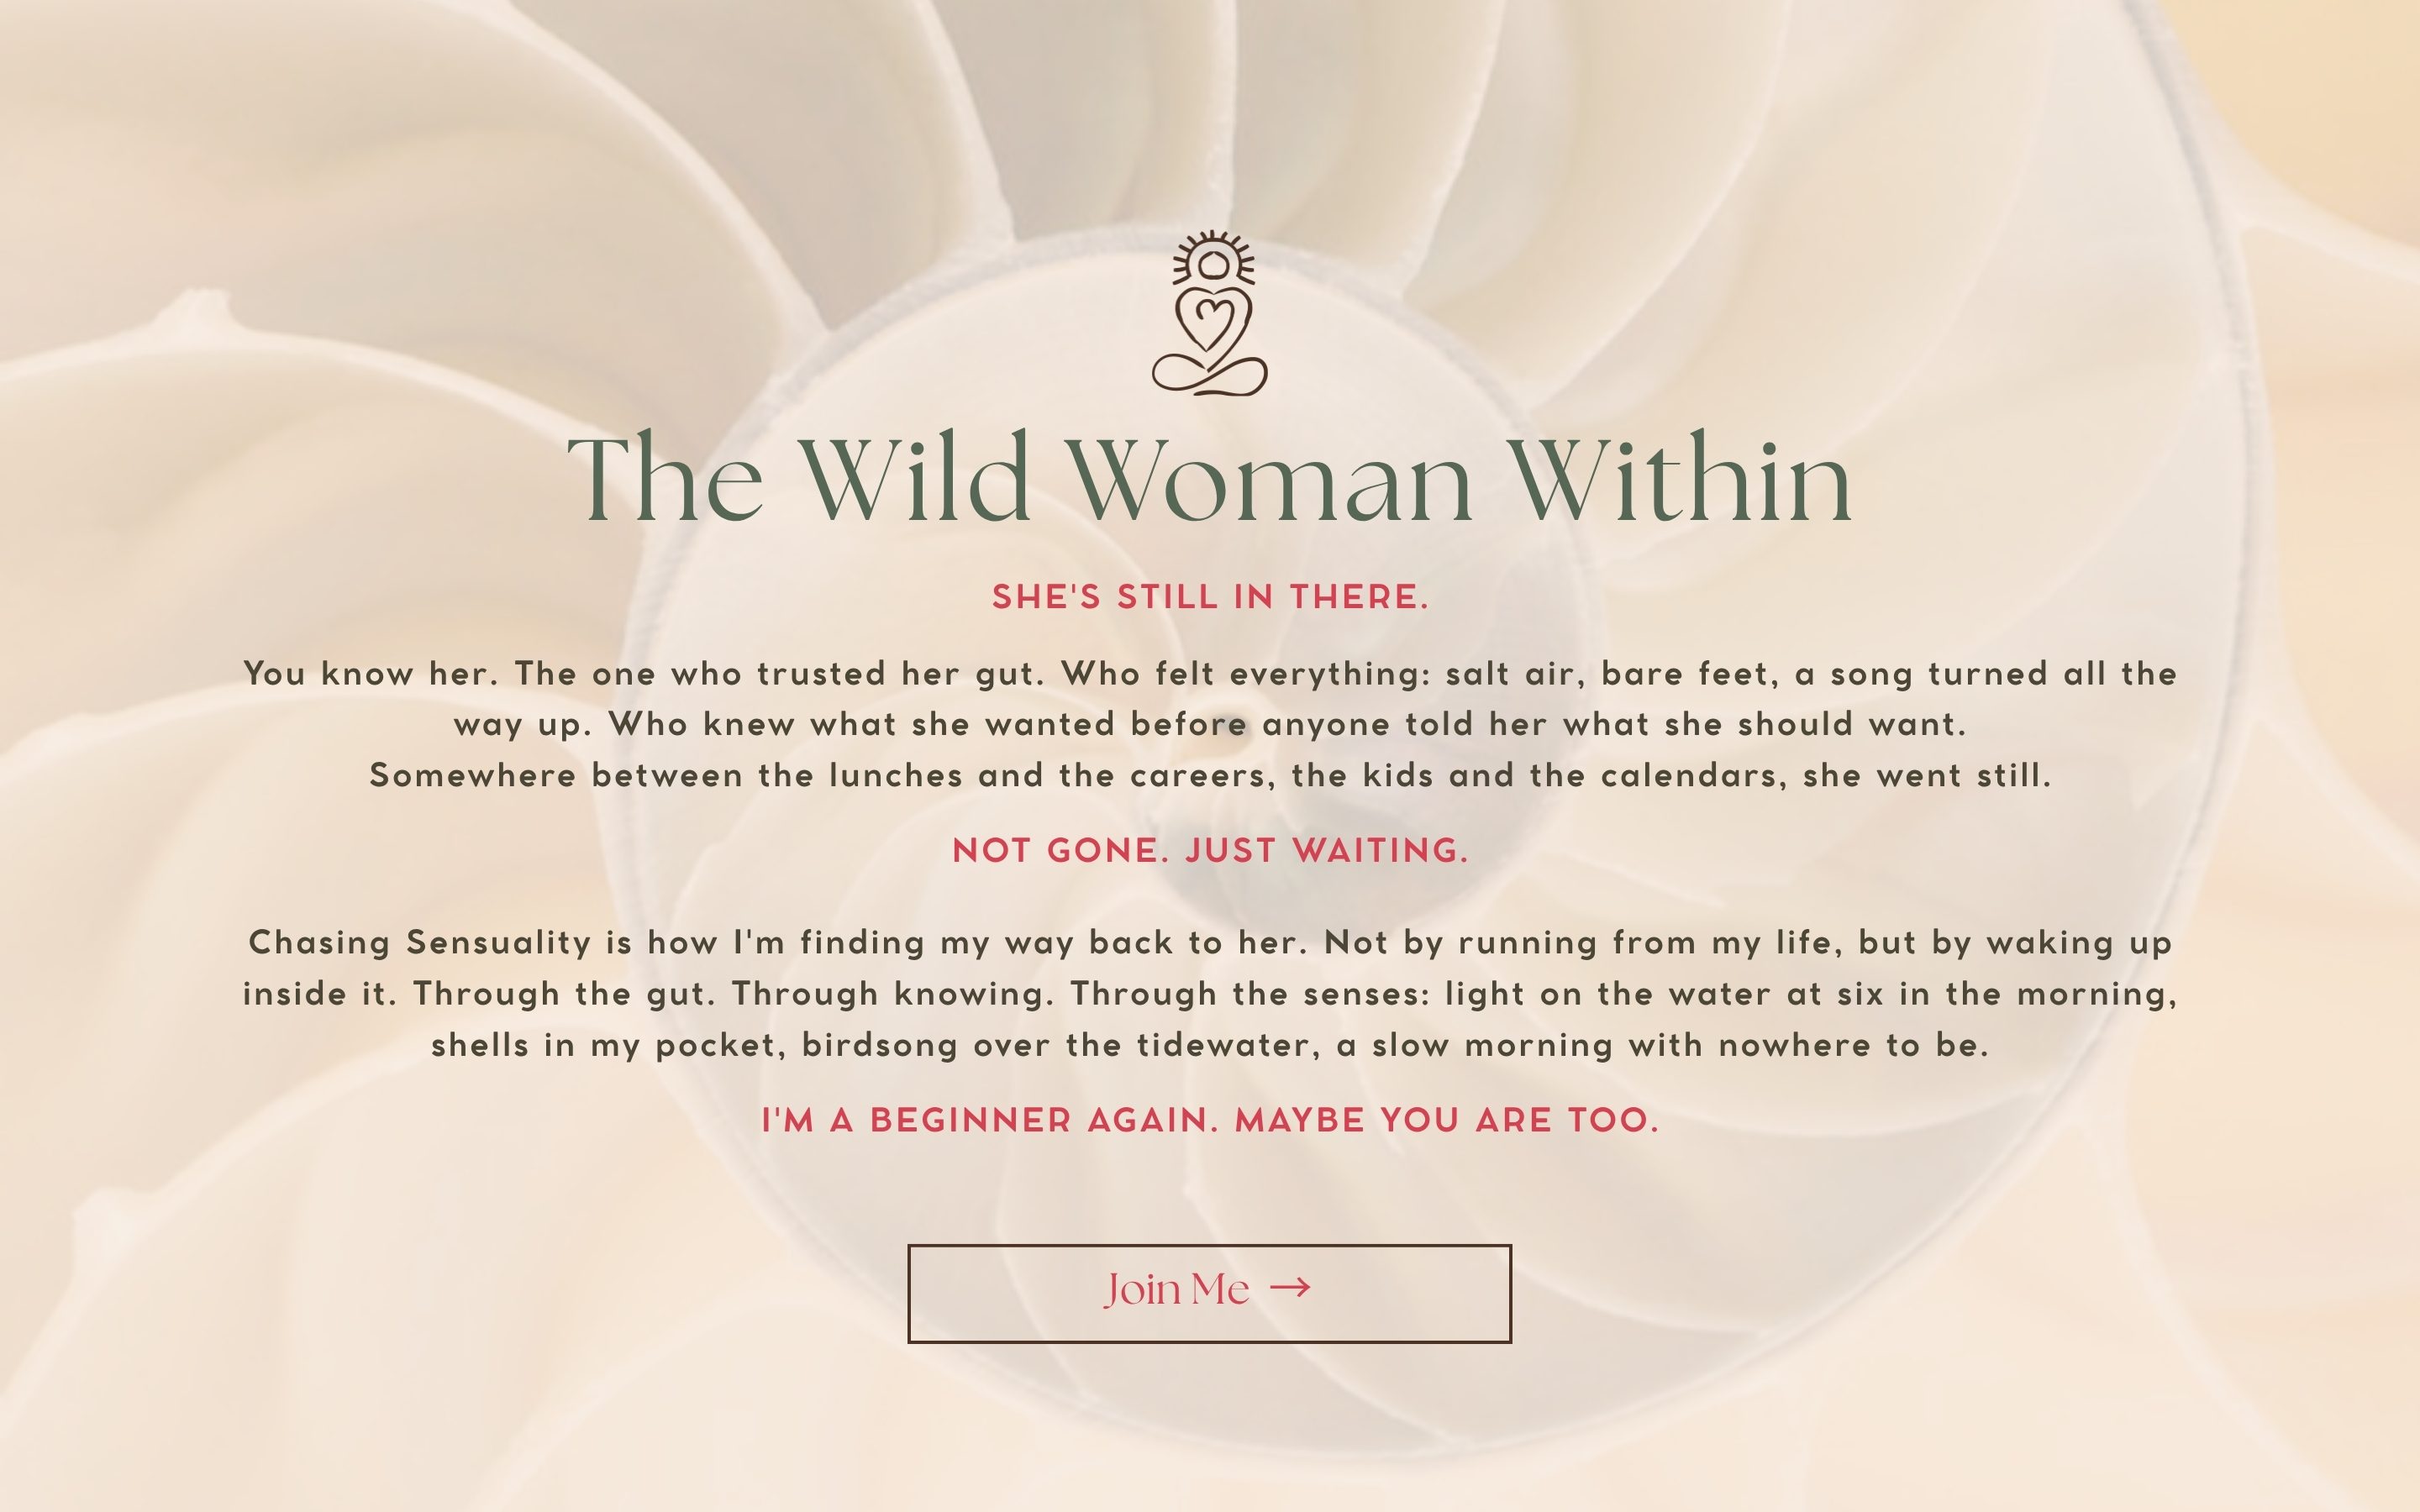 The Wild Woman Within
SHE'S STILL IN THERE.
You know her. The one who trusted her gut. Who felt everything: salt air, bare feet, a song turned all the
way up. Who knew what she wanted before anyone told her what she should want.
Somewhere between the lunches and the careers, the kids and the calendars, she went still.
NOT GONE. JUST WAITING.
Chasing Sensuality is how I'm finding my way back to her. Not by running from my life, but by waking up
inside it. Through the gut. Through knowing. Through the senses: light on the water at six in the morning,
shells in my pocket, birdsong over the tidewater, a slow morning with nowhere to be.
I'M A BEGINNER AGAIN. MAYBE YOU ARE TOO.
Join Me →